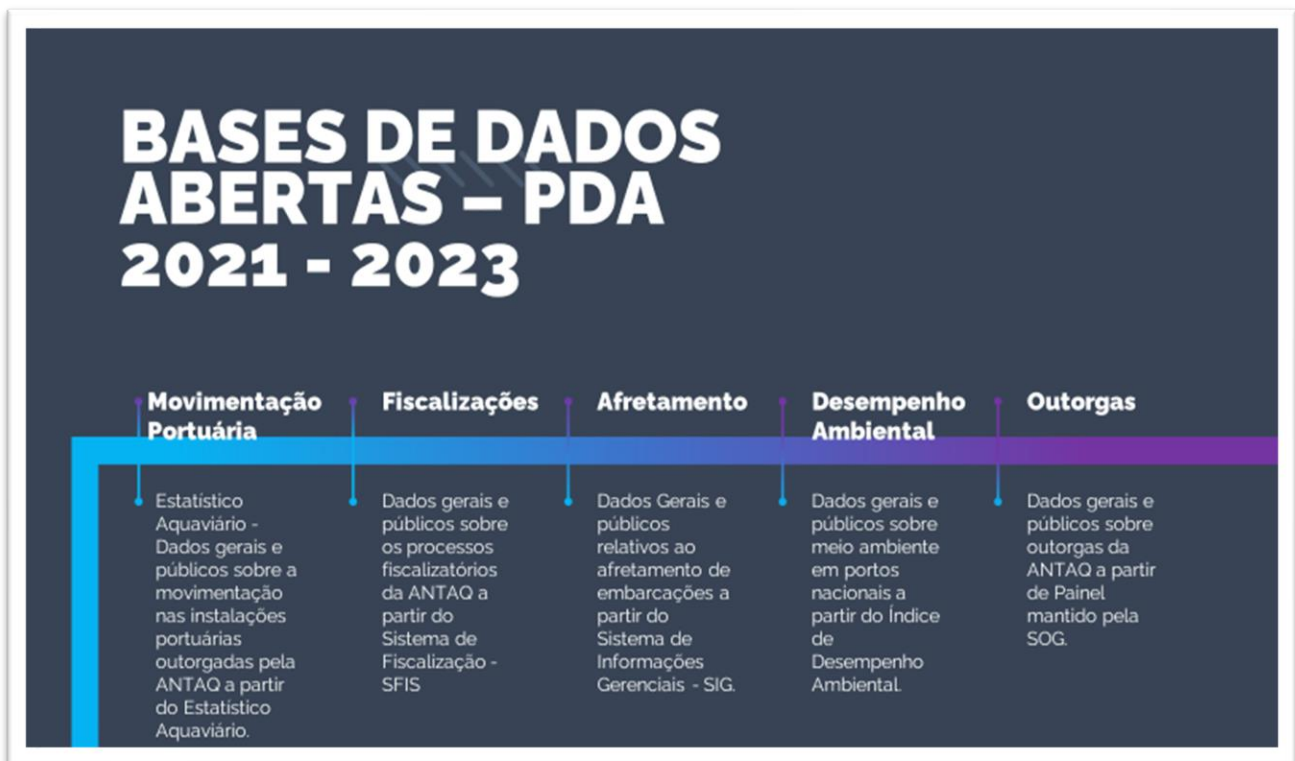 BASES DE DADOS
ABERTAS – PDA
2021 - 2023
Movimentação
Portuária
Estatístico
Aquaviário -
Dados gerais e
públicos sobre a
movimentação
nas instalações
portuárias
outorgadas pela
ANTAQ a partir
do Estatístico
Aquaviário.
Fiscalizações
Dados gerais e
públicos sobre
os processos
fiscalizatórios
da ANTAQ a
partir do
Sistema de
Fiscalização -
SFIS
Afretamento
Dados Gerais e
públicos
relativos ao
afretamento de
embarcações a
partir do
Sistema de
Informações
Gerenciais - SIG.
Desempenho
Ambiental
Dados gerais e
públicos sobre
meio ambiente
em portos
nacionais a
partir do Índice
de
Desempenho
Ambiental.
Outorgas
Dados gerais e
públicos sobre
outorgas da
ANTAQ a partir
de Painel
mantido pela
SOG.